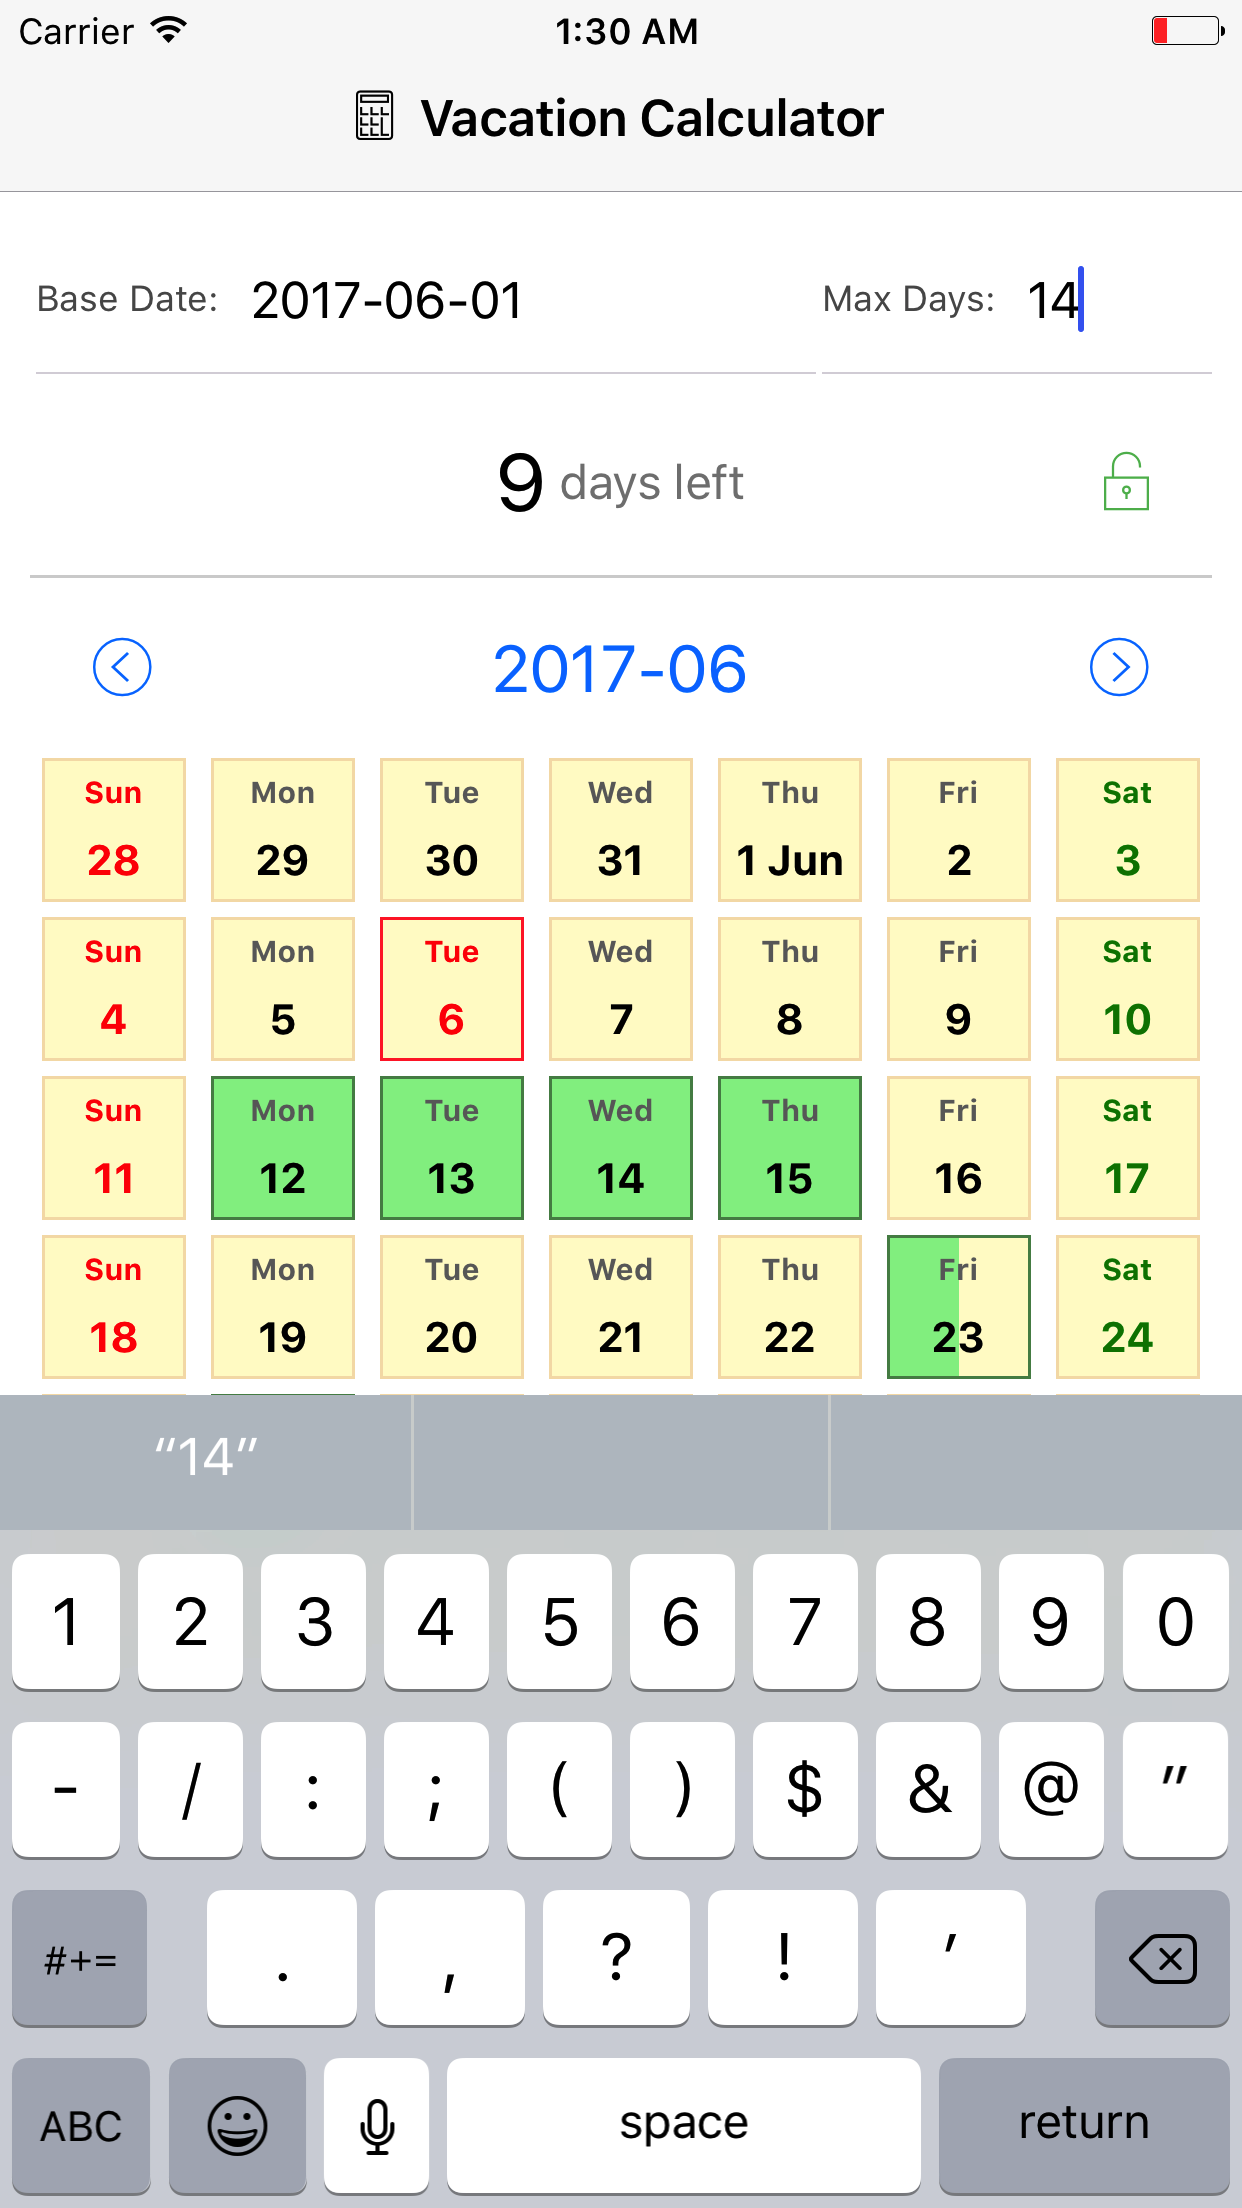 Carrier 1:30 AM
Vacation Calculator
Base Date: 2017-06-01 Max Days: 14
9 days left
2017-06
Sun Mon Tue Wed Thu Fri Sat
28 29 30 31 1 Jun 2 3
Sun Mon Tue Wed Thu Fri Sat
4 5 6 7 8 9 10
Sun Mon Tue Wed Thu Fri Sat
11 12 13 14 15 16 17
Sun Mon Tue Wed Thu Fri Sat
18 19 20 21 22 23 24
“14”
1 2 3 4 5 6 7 8 9 0
- / : ; ( ) $ & @ "
#+= . , ? ! '
ABC space return